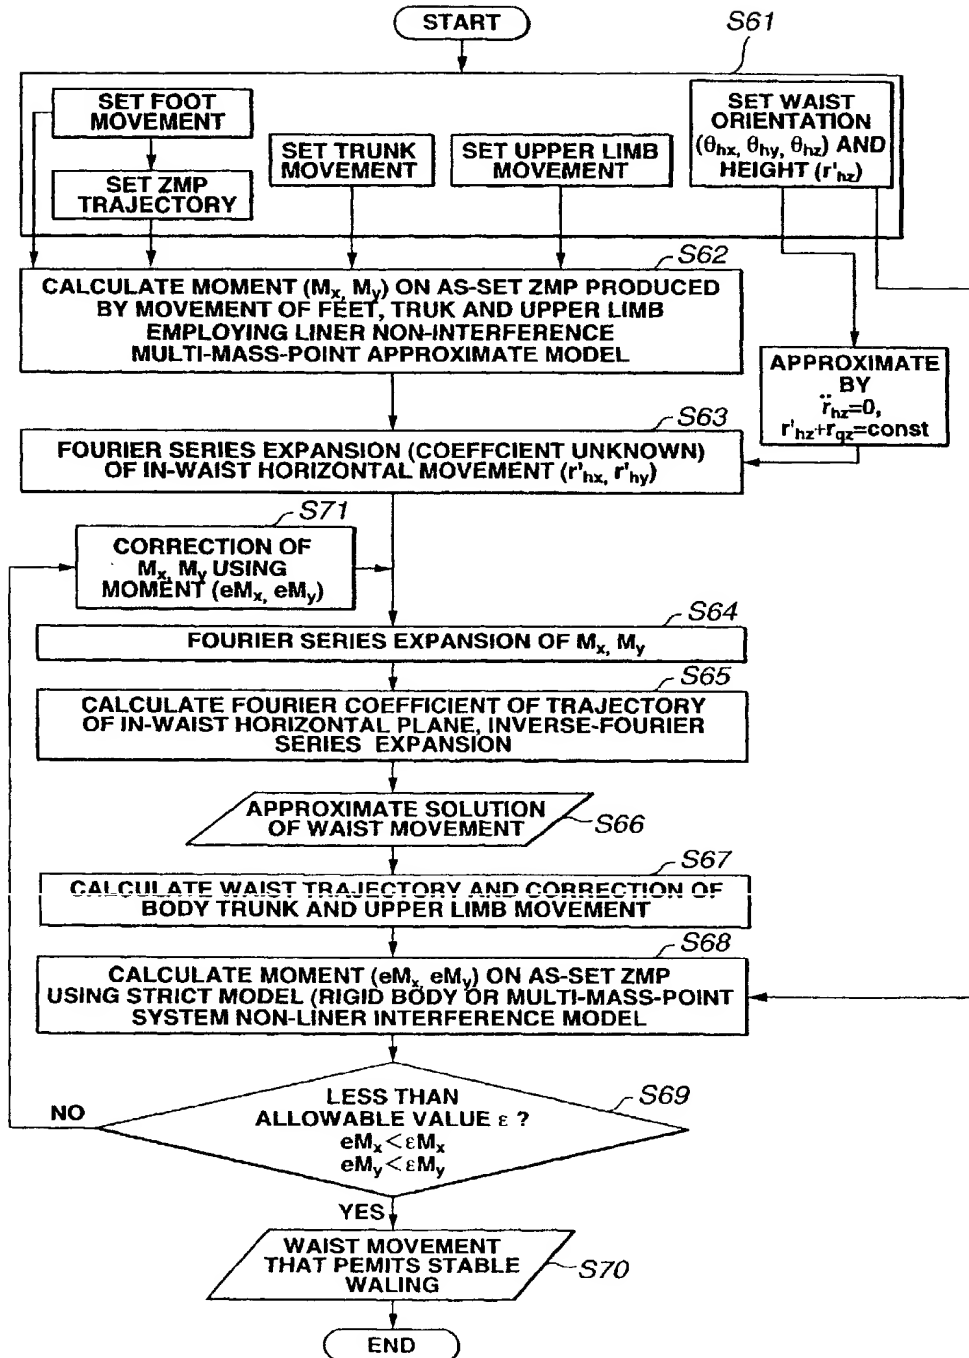 START
S61
SET FOOT
MOVEMENT
SET ZMP
TRAJECTORY
SET TRUNK
MOVEMENT
SET UPPER LIMB
MOVEMENT
SET WAIST
ORIENTATION
(θhx, θhy, θhz) AND
HEIGHT (r'hz)
S62
CALCULATE MOMENT (Mx, My) ON AS-SET ZMP PRODUCED
BY MOVEMENT OF FEET, TRUK AND UPPER LIMB
EMPLOYING LINER NON-INTERFERENCE
MULTI-MASS-POINT APPROXIMATE MODEL
APPROXIMATE
BY
r̈hz=0,
r'hz+rqz=const
S63
FOURIER SERIES EXPANSION (COEFFCIENT UNKNOWN)
OF IN-WAIST HORIZONTAL MOVEMENT (r'hx, r'hy)
S71
CORRECTION OF
Mx, My USING
MOMENT (eMx, eMy)
S64
FOURIER SERIES EXPANSION OF Mx, My
S65
CALCULATE FOURIER COEFFICIENT OF TRAJECTORY
OF IN-WAIST HORIZONTAL PLANE, INVERSE-FOURIER
SERIES EXPANSION
APPROXIMATE SOLUTION
OF WAIST MOVEMENT
S66
S67
CALCULATE WAIST TRAJECTORY AND CORRECTION OF
BODY TRUNK AND UPPER LIMB MOVEMENT
S68
CALCULATE MOMENT (eMx, eMy) ON AS-SET ZMP
USING STRICT MODEL (RIGID BODY OR MULTI-MASS-POINT
SYSTEM NON-LINER INTERFERENCE MODEL
LESS THAN
ALLOWABLE VALUE ε ?
eMx<εMx
eMy<εMy
S69
NO
YES
WAIST MOVEMENT
THAT PEMITS STABLE
WALING
S70
END